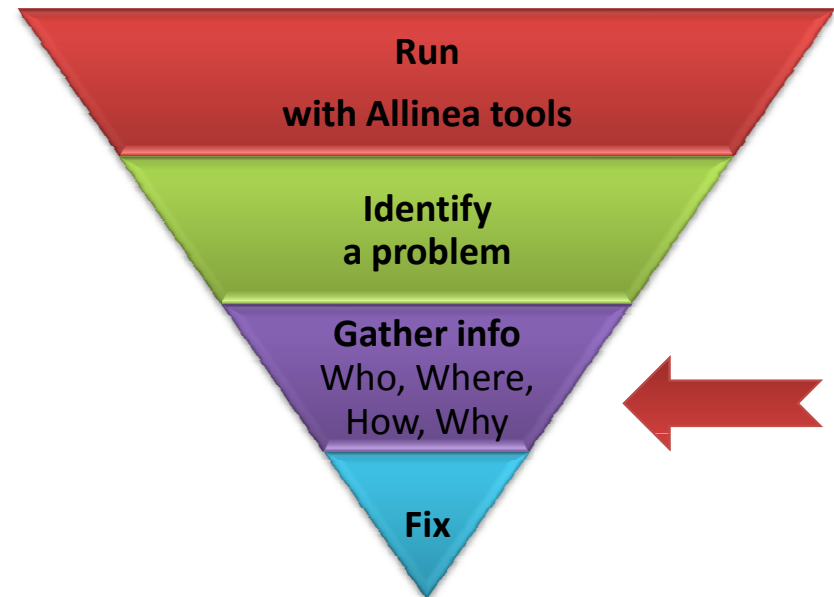 Run
with Allinea tools
Identify
a problem
Gather info
Who, Where,
How, Why
Fix